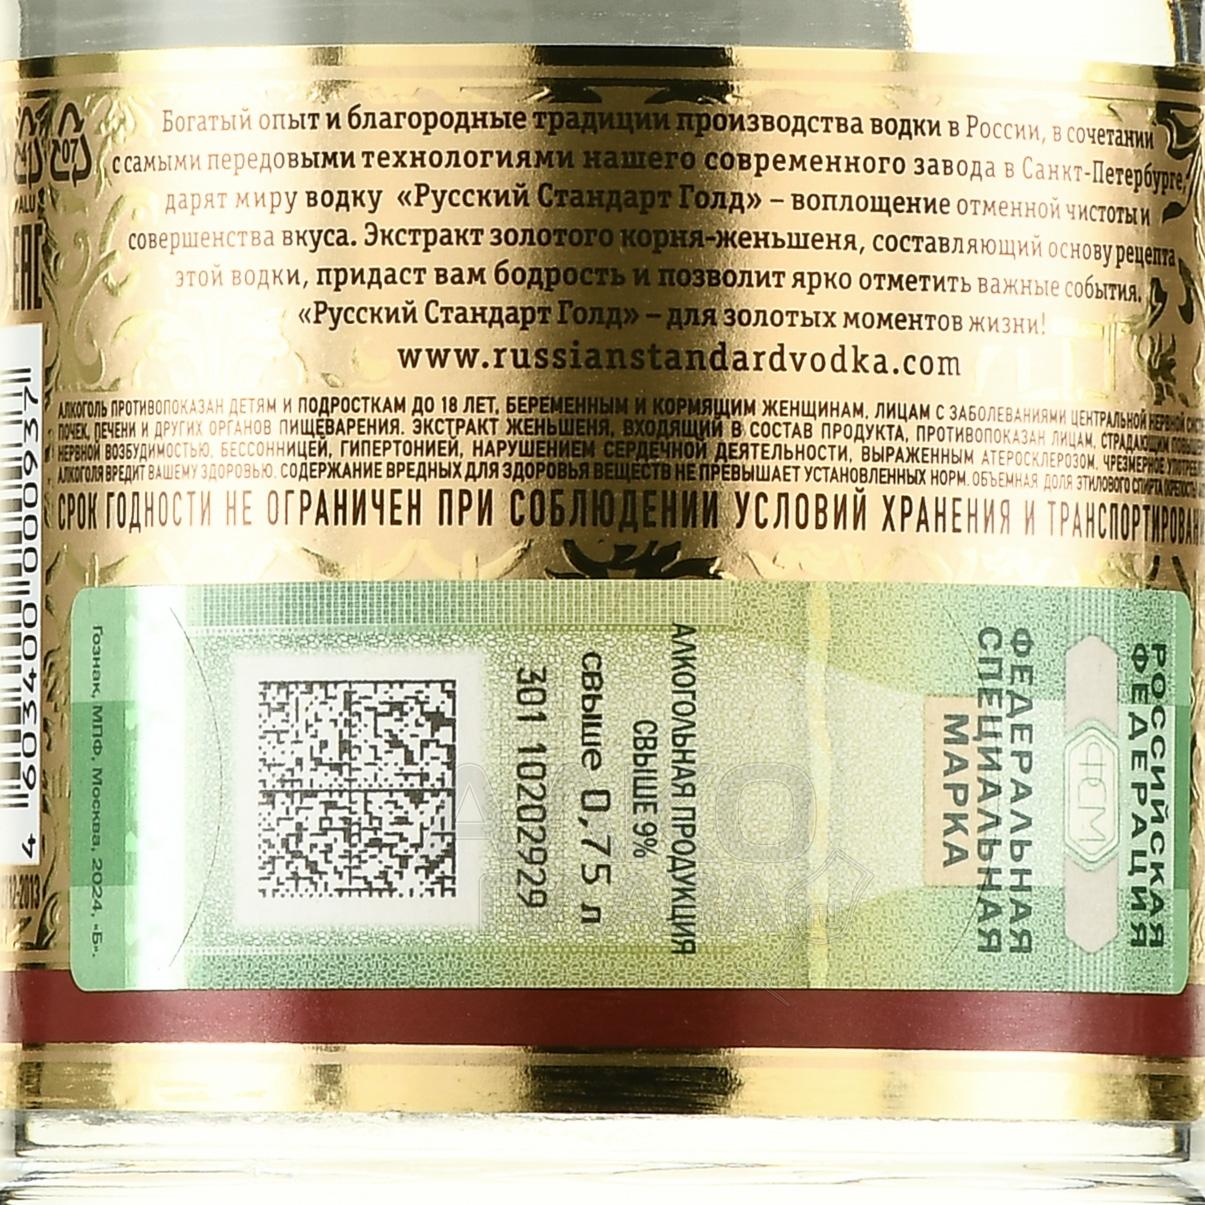 Богатый опыт и благородные традиции производства водки в России, в сочетании
с самыми передовыми технологиями нашего современного завода в Санкт-Петербурге,
дарят миру водку «Русский Стандарт Голд» – воплощение отменной чистоты и
совершенства вкуса. Экстракт золотого корня-женьшеня, составляющий основу рецепта
этой водки, придаст вам бодрость и позволит ярко отметить важные события.
«Русский Стандарт Голд» – для золотых моментов жизни!
www.russianstandardvodka.com
АЛКОГОЛЬ ПРОТИВОПОКАЗАН ДЕТЯМ И ПОДРОСТКАМ ДО 18 ЛЕТ, БЕРЕМЕННЫМ И КОРМЯЩИМ ЖЕНЩИНАМ, ЛИЦАМ С ЗАБОЛЕВАНИЯМИ ЦЕНТРАЛЬНОЙ НЕРВНОЙ
ПОЧЕК, ПЕЧЕНИ И ДРУГИХ ОРГАНОВ ПИЩЕВАРЕНИЯ. ЭКСТРАКТ ЖЕНЬШЕНЯ, ВХОДЯЩИЙ В СОСТАВ ПРОДУКТА, ПРОТИВОПОКАЗАН ЛИЦАМ, СТРАДАЮЩИМ
НЕРВНОЙ ВОЗБУДИМОСТЬЮ, БЕССОННИЦЕЙ, ГИПЕРТОНИЕЙ, НАРУШЕНИЕМ СЕРДЕЧНОЙ ДЕЯТЕЛЬНОСТИ, ВЫРАЖЕННЫМ АТЕРОСКЛЕРОЗОМ. ЧРЕЗМЕРНОЕ
АЛКОГОЛЯ ВРЕДИТ ВАШЕМУ ЗДОРОВЬЮ. СОДЕРЖАНИЕ ВРЕДНЫХ ДЛЯ ЗДОРОВЬЯ ВЕЩЕСТВ НЕ ПРЕВЫШАЕТ УСТАНОВЛЕННЫХ НОРМ. ОБЪЕМНАЯ ДОЛЯ ЭТИЛОВОГО СПИРТА
СРОК ГОДНОСТИ НЕ ОГРАНИЧЕН ПРИ СОБЛЮДЕНИИ УСЛОВИЙ ХРАНЕНИЯ И ТРАНСПОРТИРОВАН
ALU
07
4 603400 000937
РОССИЙСКАЯ
ФЕДЕРАЦИЯ
ФСМ
ФЕДЕРАЛЬНАЯ
СПЕЦИАЛЬНАЯ
МАРКА
АЛКОГОЛЬНАЯ ПРОДУКЦИЯ
СВЫШЕ 9%
свыше 0,75 л
301 10202929
Гознак, МПФ, Москва, 2024, «Б».